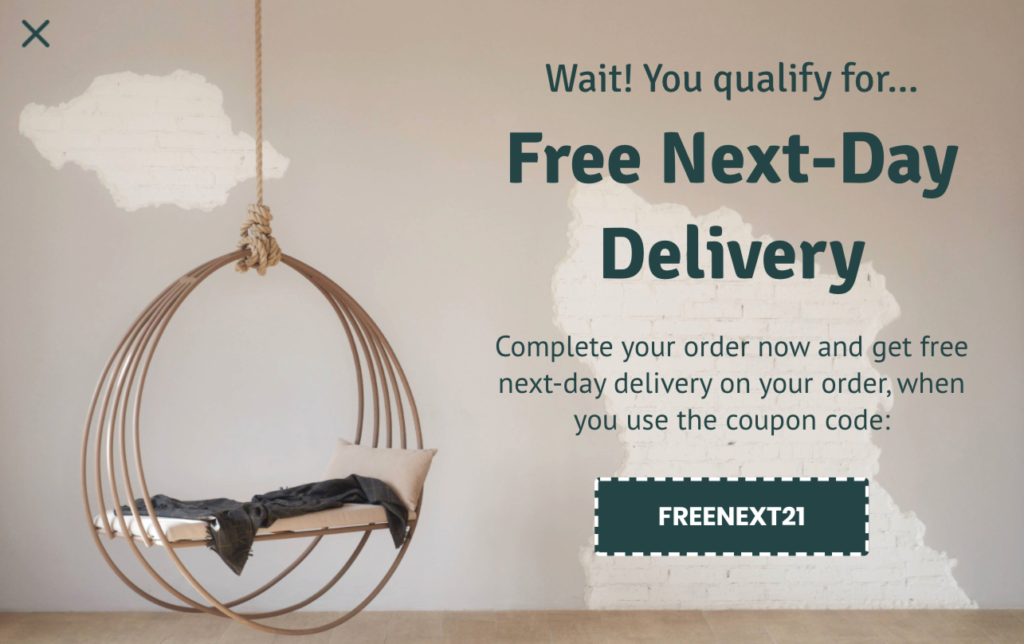 Wait! You qualify for...
Free Next-Day
Delivery
Complete your order now and get free
next-day delivery on your order, when
you use the coupon code:
FREENEXT21